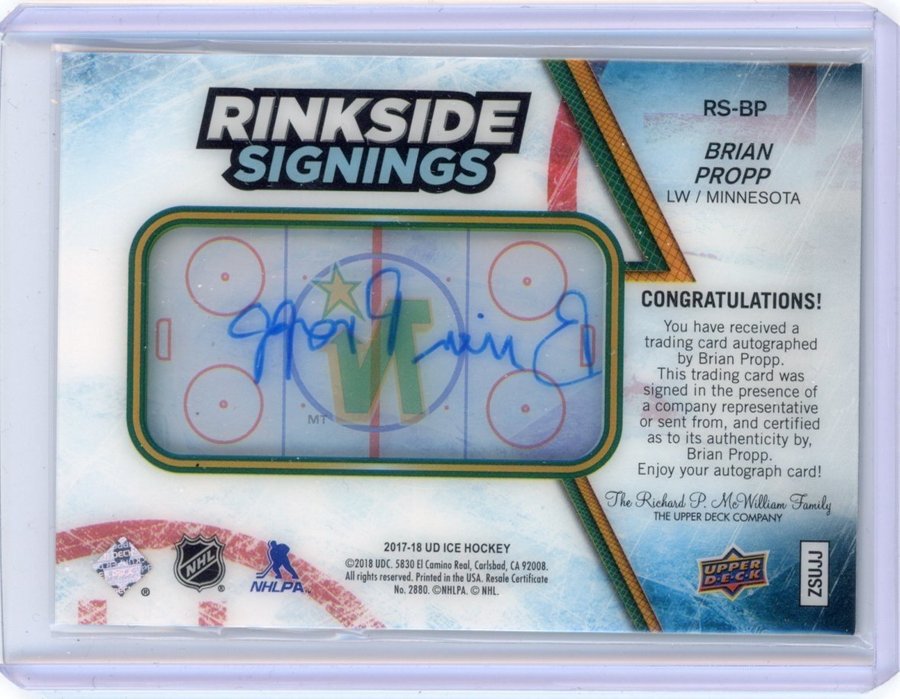 RINKSIDE
SIGNINGS
RS-BP
BRIAN
PROPP
LW / MINNESOTA
Brian Propp
MT
CONGRATULATIONS!
You have received a
trading card autographed
by Brian Propp.
This trading card was
signed in the presence of
a company representative
or sent from, and certified
as to its authenticity by,
Brian Propp.
Enjoy your autograph card!
The Richard P. McWilliam Family
THE UPPER DECK COMPANY
2017-18 UD ICE HOCKEY
©2018 UDC. 5830 El Camino Real, Carlsbad, CA 92008.
All rights reserved. Printed in the USA. Resale Certificate
No. 2880. ©NHLPA. © NHL.
®
NHL
®
NHLPA
UPPER
DECK
ZSUJJ